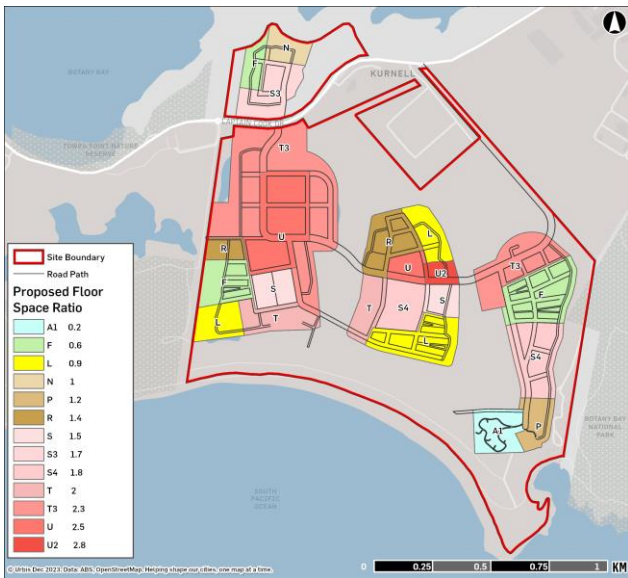 N
BOTANY BAY
F
KURNELL
S3
CAPTAIN COOK DR
T3
TOWRA POINT NATURE
RESERVE
L
R
R
U
U
U2
T3
F
S
F
T
S4
S
L
T
L
S4
P
A1
BOTANY BAY
NATIONAL
PARK
SOUTH
PACIFIC
OCEAN
Site Boundary
Road Path
Proposed Floor
Space Ratio
A1 0.2
F 0.6
L 0.9
N 1
P 1.2
R 1.4
S 1.5
S3 1.7
S4 1.8
T 2
T3 2.3
U 2.5
U2 2.8
© Urbis Dec 2023. Data: ABS, OpenStreetMap. Helping shape our cities, one map at a time.
0 0.25 0.5 0.75 1 KM